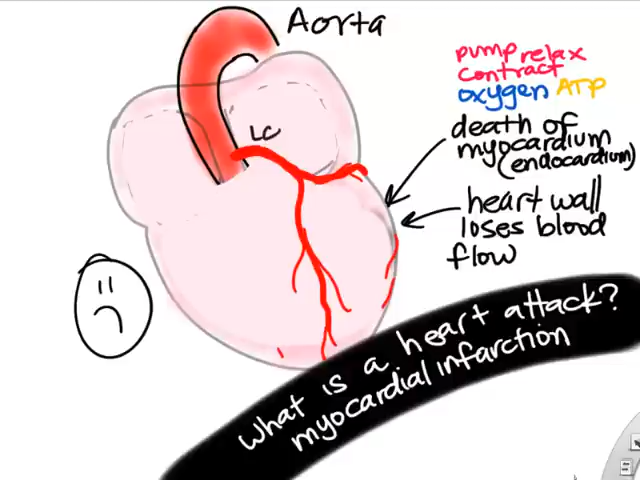 Aorta
pump relax
contract
oxygen ATP
death of
myocardium
(endocardium)
LC
heart wall
loses blood
flow
What is a heart attack?
myocardial infarction